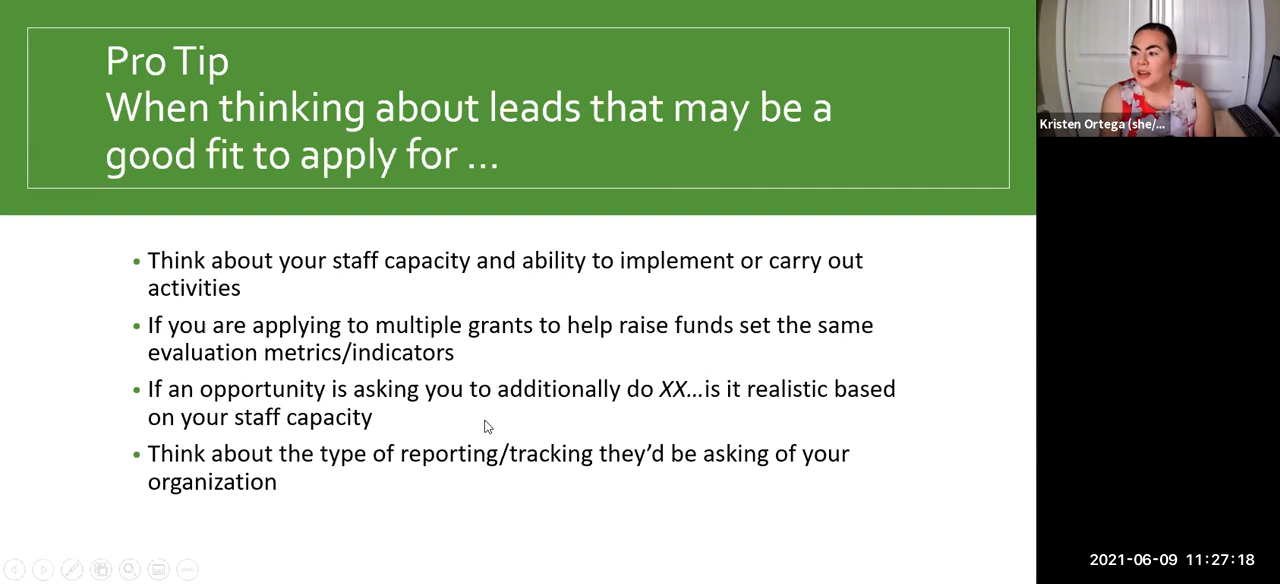 Pro Tip
When thinking about leads that may be a
good fit to apply for ...
• Think about your staff capacity and ability to implement or carry out
activities
• If you are applying to multiple grants to help raise funds set the same
evaluation metrics/indicators
• If an opportunity is asking you to additionally do XX...is it realistic based
on your staff capacity
• Think about the type of reporting/tracking they’d be asking of your
organization
Kristen Ortega (she/...
2021-06-09 11:27:18